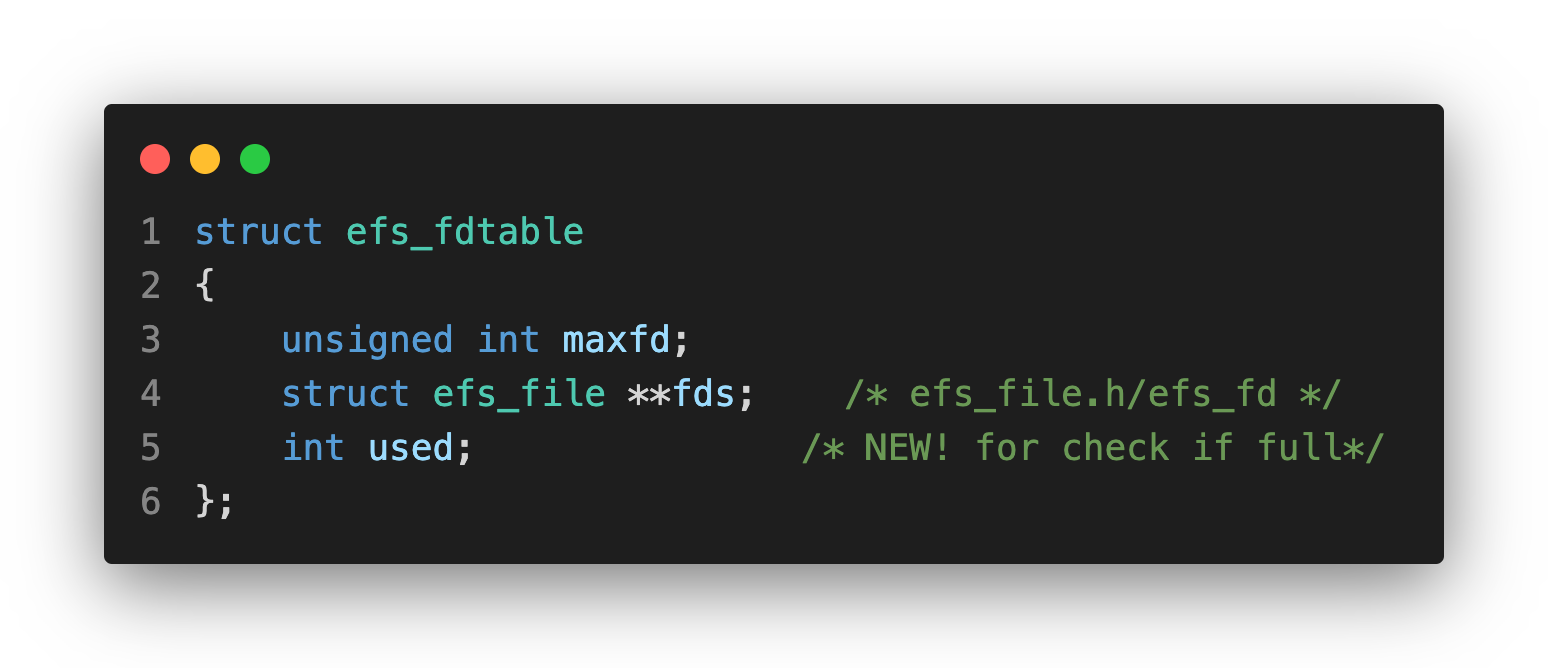 1 struct efs_fdtable
2 {
3     unsigned int maxfd;
4     struct efs_file **fds;    /* efs_file.h/efs_fd */
5     int used;               /* NEW! for check if full*/
6 };